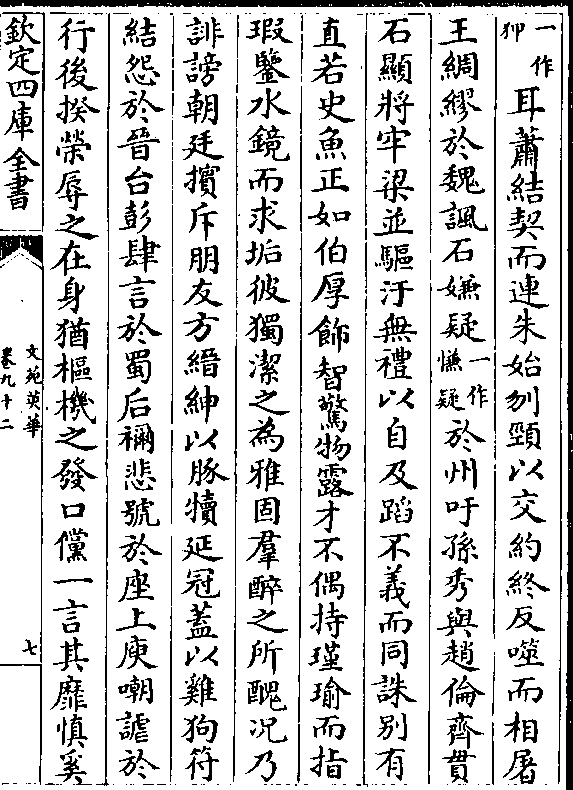 一作狎耳蕭結契而連朱始刎頸以交約終反噬而相屠
王綢繆於魏諷石嫌疑一作慊疑於州吁孫秀與趙倫齊貫
石顯將牢梁並驅汙無禮以自及蹈不義而同誅別有
直若史魚正如伯厚飾智驚物露才不偶持瑾瑜而指
瑕鑒水鏡而求垢彼獨潔之為雅固羣醉之所醜况乃
誹謗朝廷擯斥朋友方縉紳以豚犢延冠蓋以雞狗符
結怨於晉台彭肆言於蜀后禰悲號於座上庾嘲謔於
行後揆榮辱之在身猶樞機之發口儻一言其靡慎奚
欽定四庫全書
文苑英華
卷九十二
七